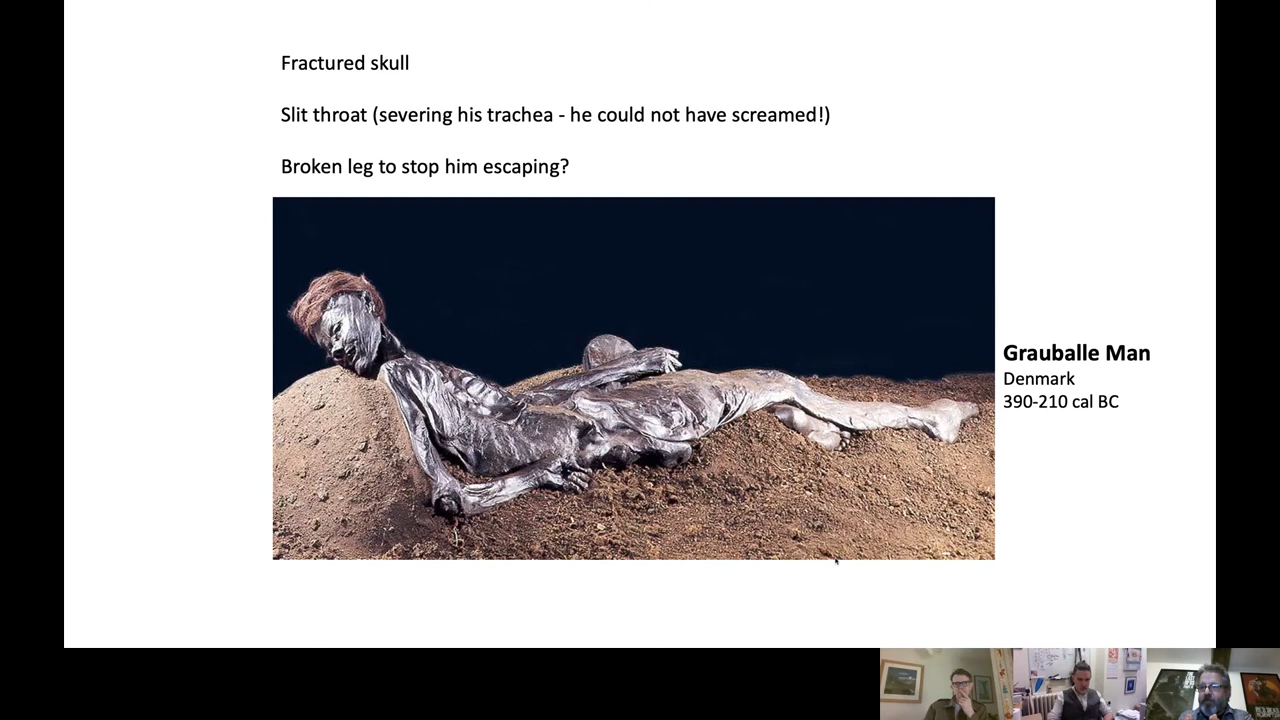 Fractured skull
Slit throat (severing his trachea - he could not have screamed!)
Broken leg to stop him escaping?
Grauballe Man
Denmark
390-210 cal BC